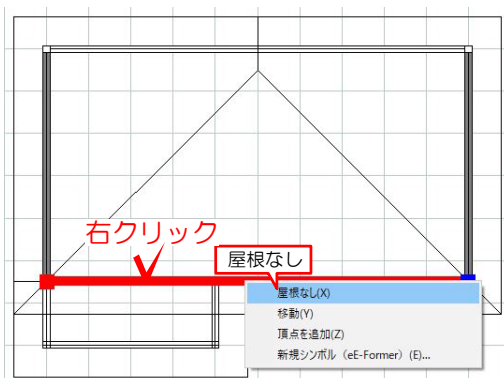 右クリック
屋根なし
屋根なし(X)
移動(Y)
頂点を追加(Z)
新規シンボル（eE-Former）(E)...